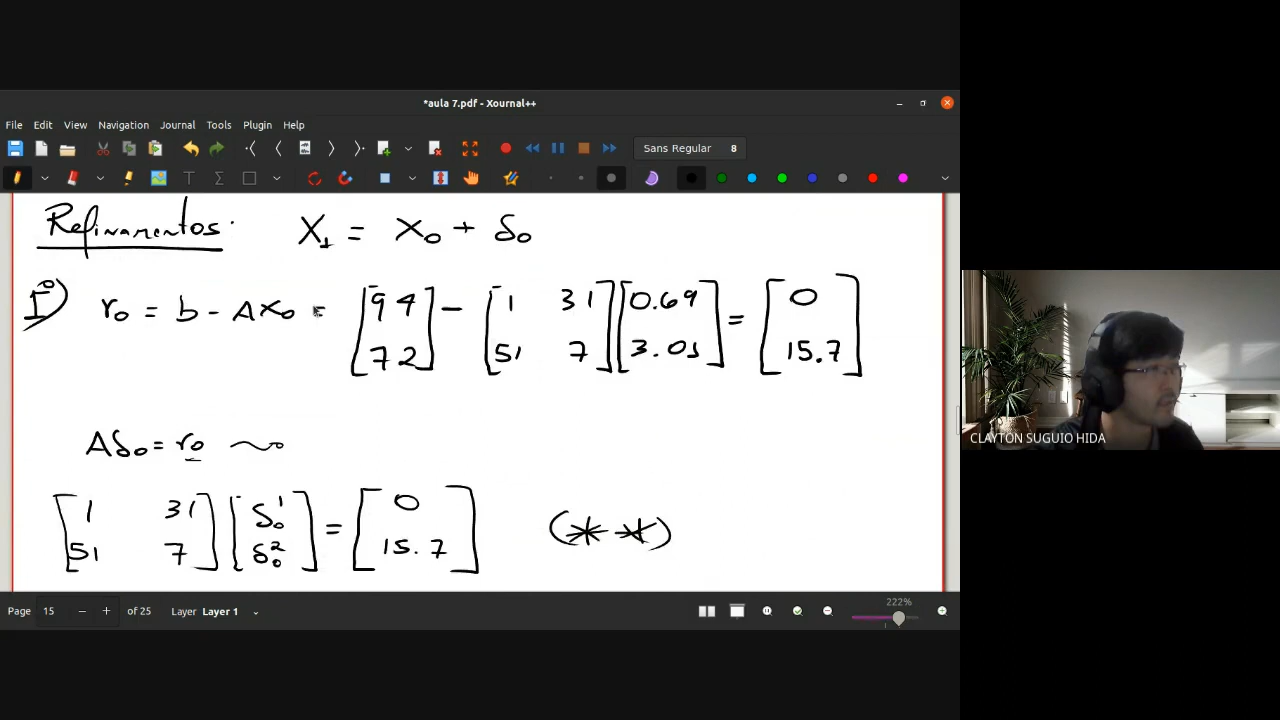 *aula 7.pdf - Xournal++
File Edit View Navigation Journal Tools Plugin Help
Sans Regular 8
Refinamentos. X₁ = X₀ + δ₀
1º) r₀ = b - AX₀ = [94 72] - [1 31 51 7] [0.69 3.01] = [0 15.7]
Aδ₀ = r₀ ~
[1 31 51 7] [δ₀¹ δ₀²] = [0 15.7] (**)
CLAYTON SUGUIO HIDA
Page 15 of 25 Layer Layer 1 222%